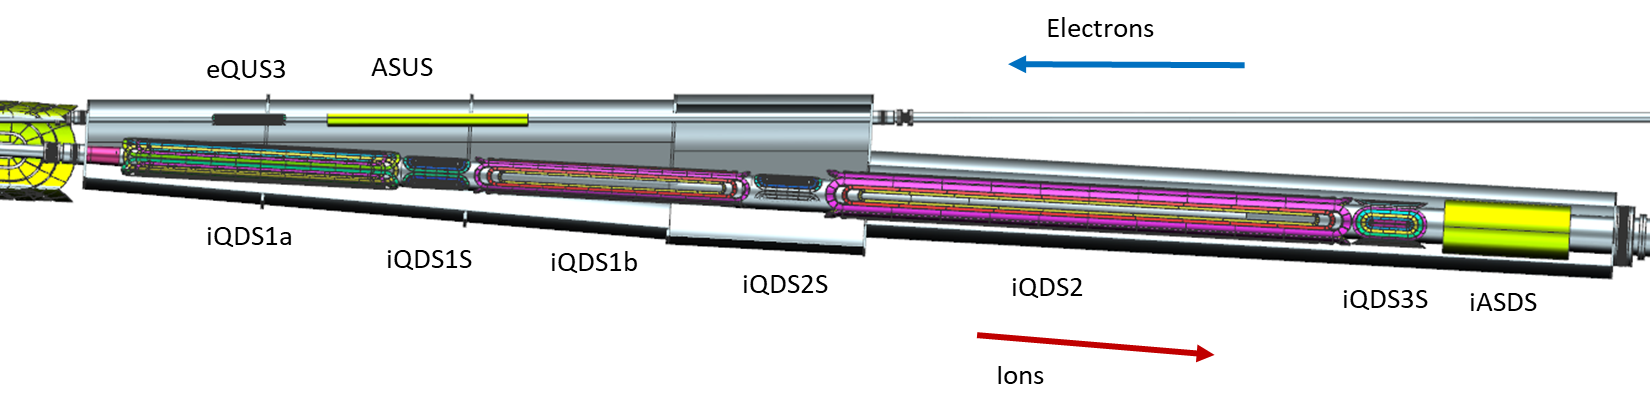 Electrons
eQUS3
ASUS
iQDS1a
iQDS1S
iQDS1b
iQDS2S
iQDS2
iQDS3S
iASDS
Ions